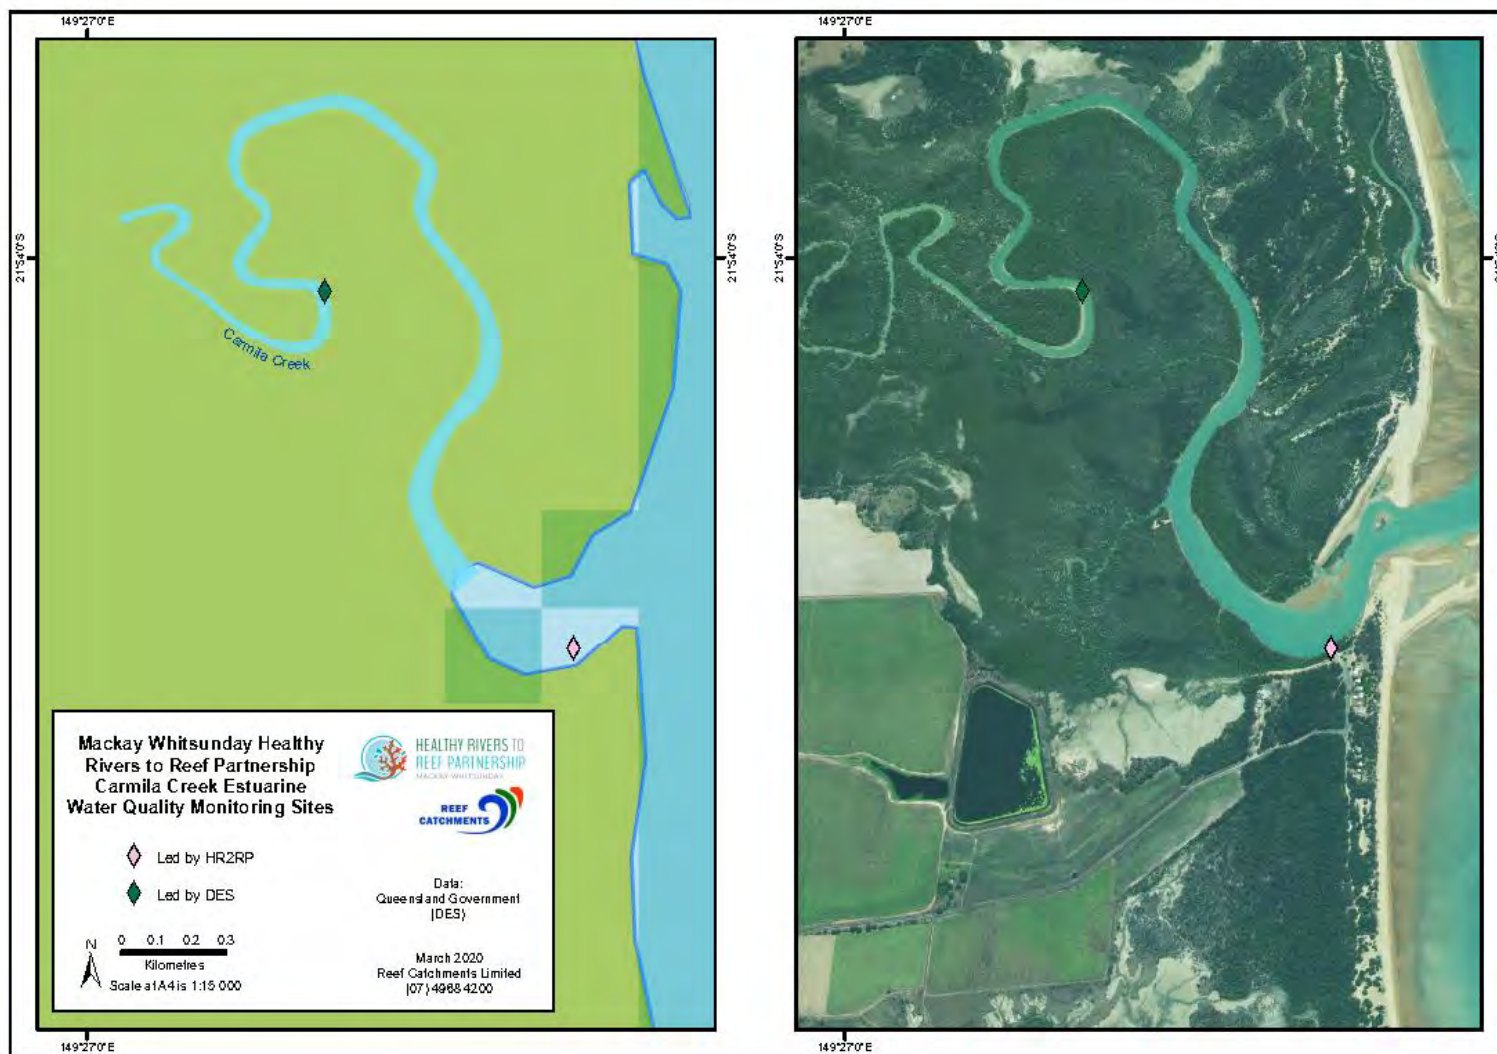 149°27'0"E
149°27'0"E
21°54'0"S
21°54'0"S
21°54'0"S
Carmila Creek
Mackay Whitsunday Healthy
Rivers to Reef Partnership
Carmila Creek Estuarine
Water Quality Monitoring Sites
HEALTHY RIVERS TO
REEF PARTNERSHIP
MACKAY-WHITSUNDAY
REEF
CATCHMENTS
Led by HR2RP
Led by DES
Data:
Queensland Government
(DES)
N
0 0.1 0.2 0.3
Kilometres
Scale at A4 is 1:15 000
March 2020
Reef Catchments Limited
(07) 4968 4200
149°27'0"E
149°27'0"E